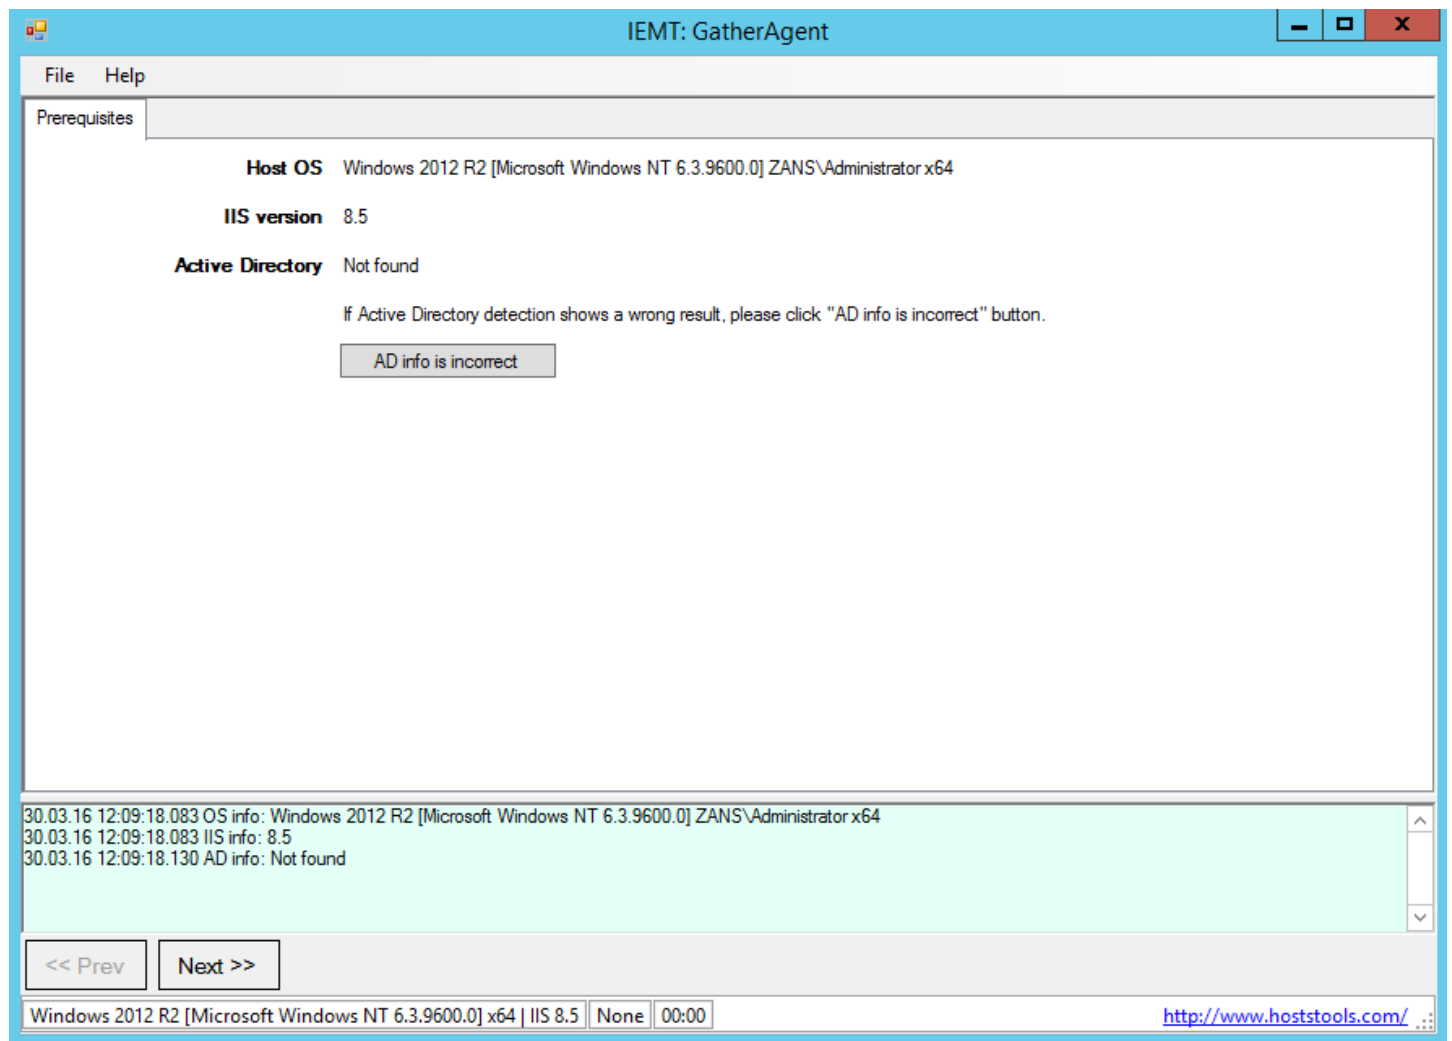 IEMT: GatherAgent
X
File Help
Prerequisites
Host OS Windows 2012 R2 [Microsoft Windows NT 6.3.9600.0] ZANS\Administrator x64
IIS version 8.5
Active Directory Not found
If Active Directory detection shows a wrong result, please click "AD info is incorrect" button.
AD info is incorrect
30.03.16 12:09:18.083 OS info: Windows 2012 R2 [Microsoft Windows NT 6.3.9600.0] ZANS\Administrator x64
30.03.16 12:09:18.083 IIS info: 8.5
30.03.16 12:09:18.130 AD info: Not found
<< Prev Next >>
Windows 2012 R2 [Microsoft Windows NT 6.3.9600.0] x64 | IIS 8.5 None 00:00 http://www.hoststools.com/